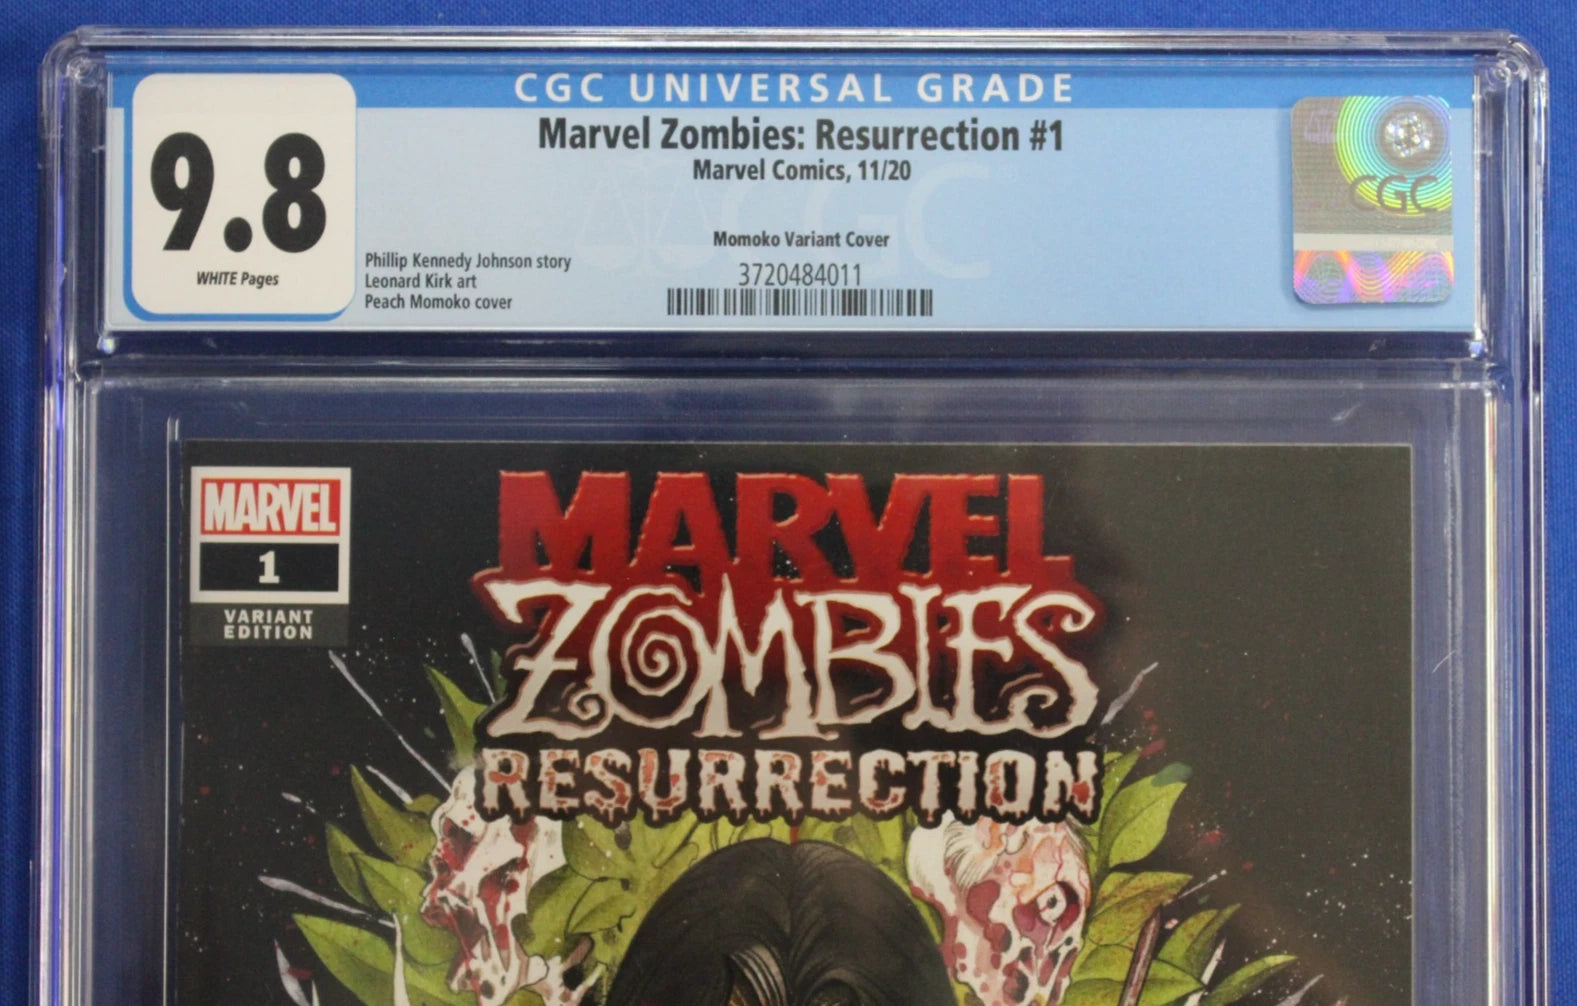 CGC UNIVERSAL GRADE
Marvel Zombies: Resurrection #1
Marvel Comics, 11/20
9.8
WHITE Pages
Momoko Variant Cover
Phillip Kennedy Johnson story
Leonard Kirk art
Peach Momoko cover
3720484011
CGC
CGC
MARVEL
1
VARIANT
EDITION
MARVEL
ZOMBIES
RESURRECTION